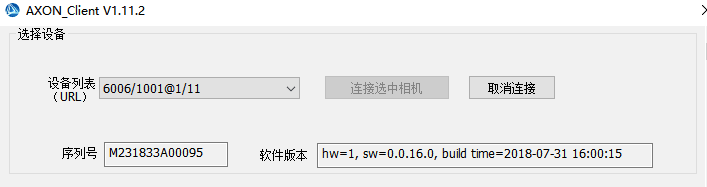 AXON_Client V1.11.2
选择设备
设备列表
（URL）
6006/1001@1/11
连接选中相机
取消连接
序列号
M231833A00095
软件版本
hw=1, sw=0.0.16.0, build time=2018-07-31 16:00:15